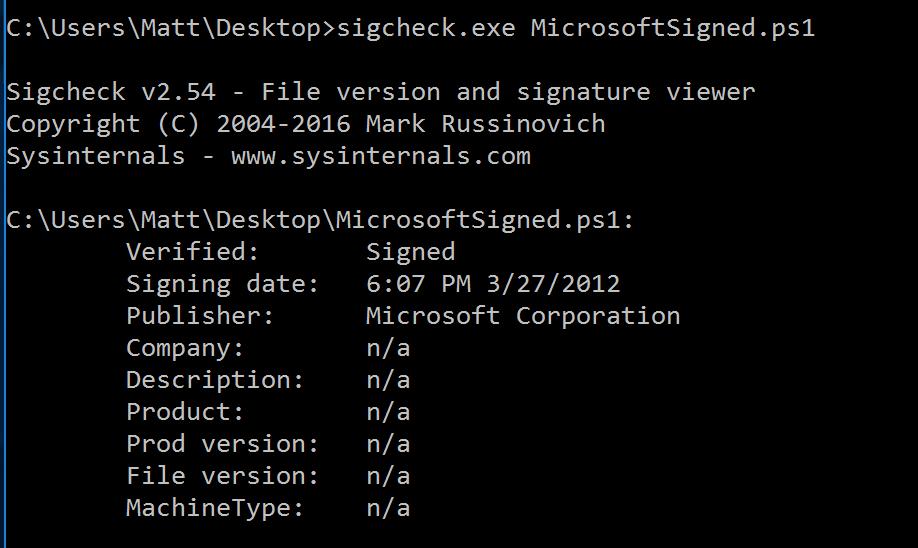 C:\Users\Matt\Desktop>sigcheck.exe MicrosoftSigned.ps1
Sigcheck v2.54 - File version and signature viewer
Copyright (C) 2004-2016 Mark Russinovich
Sysinternals - www.sysinternals.com
C:\Users\Matt\Desktop\MicrosoftSigned.ps1:
Verified: Signed
Signing date: 6:07 PM 3/27/2012
Publisher: Microsoft Corporation
Company: n/a
Description: n/a
Product: n/a
Prod version: n/a
File version: n/a
MachineType: n/a